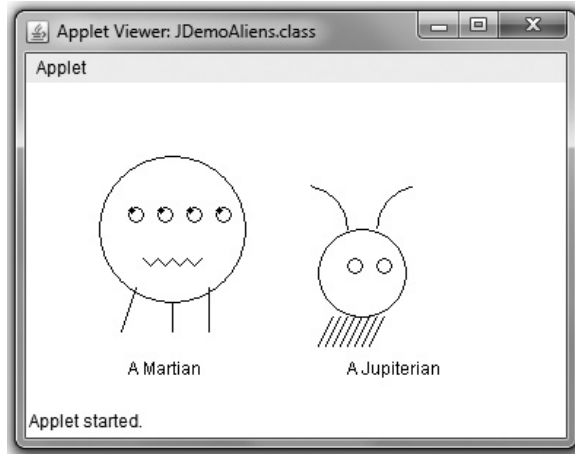 Applet Viewer: JDemoAliens.class
Applet
A Martian
A Jupiterian
Applet started.